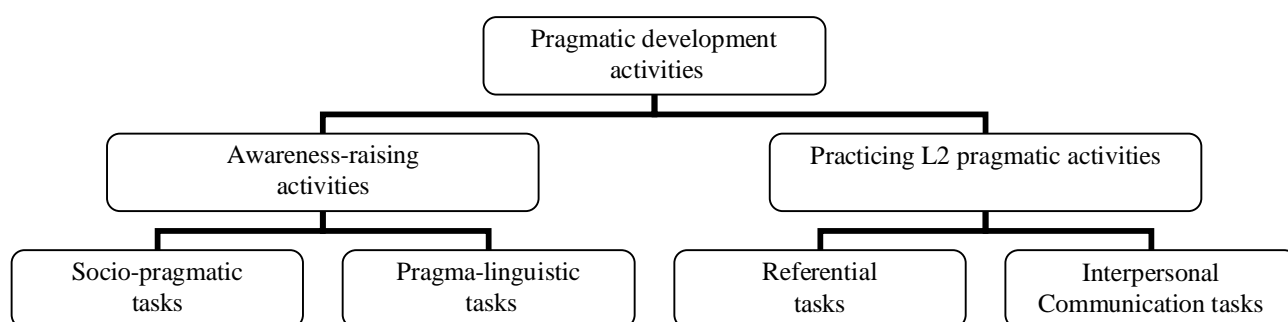 Pragmatic development
activities
Awareness-raising
activities
Practicing L2 pragmatic activities
Socio-pragmatic
tasks
Pragma-linguistic
tasks
Referential
tasks
Interpersonal
Communication tasks